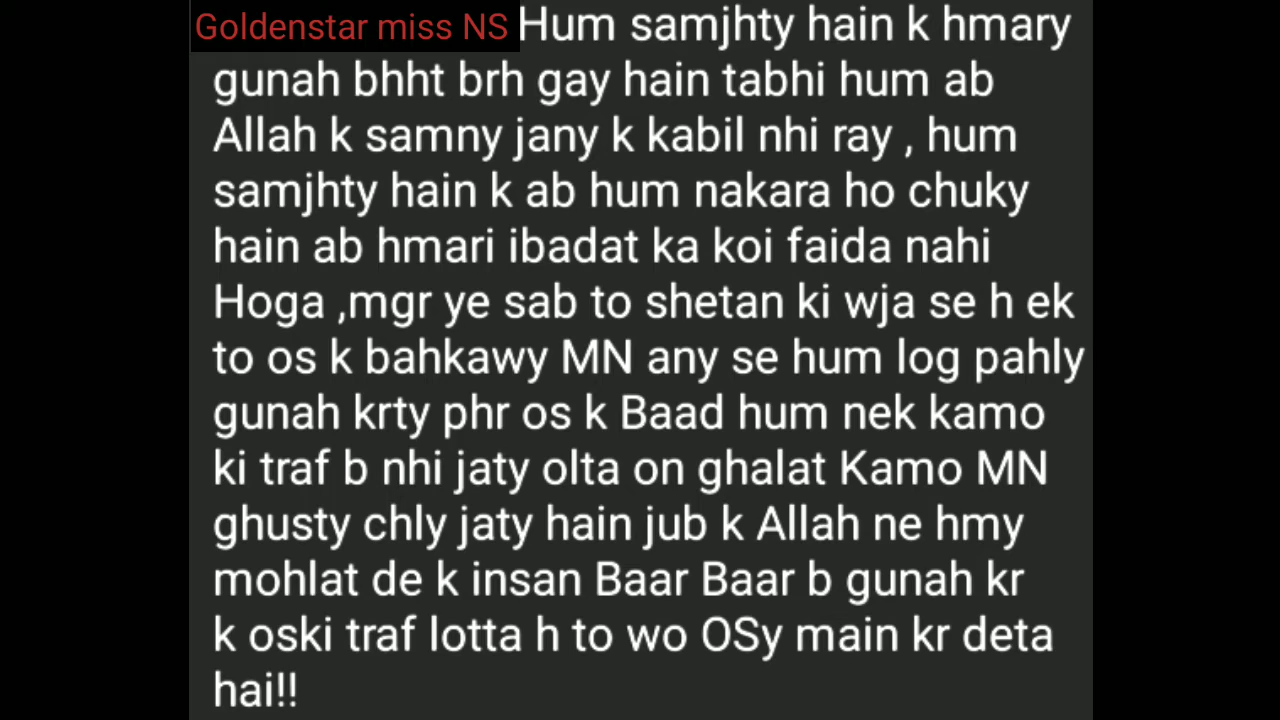 Goldenstar miss NS Hum samjhty hain k hmary
gunah bhht brh gay hain tabhi hum ab
Allah k samny jany k kabil nhi ray , hum
samjhty hain k ab hum nakara ho chuky
hain ab hmari ibadat ka koi faida nahi
Hoga ,mgr ye sab to shetan ki wja se h ek
to os k bahkawy MN any se hum log pahly
gunah krty phr os k Baad hum nek kamo
ki traf b nhi jaty olta on ghalat Kamo MN
ghusty chly jaty hain jub k Allah ne hmy
mohlat de k insan Baar Baar b gunah kr
k oski traf lotta h to wo OSy main kr deta
hai!!